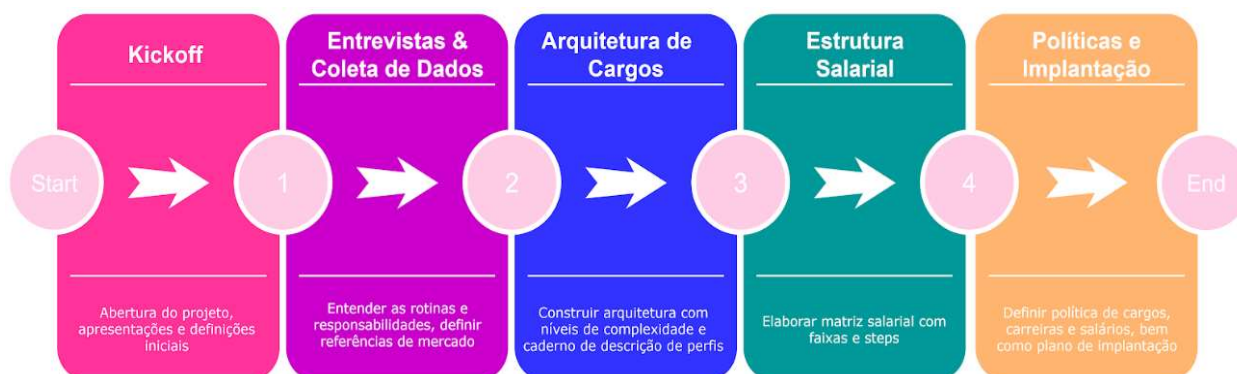 Kickoff
Entrevistas &
Coleta de Dados
Arquitetura de
Cargos
Estrutura
Salarial
Políticas e
Implantação
Start
1
2
3
4
End
Abertura do projeto,
apresentações e definições
iniciais
Entender as rotinas e
responsabilidades, definir
referências de mercado
Construir arquitetura com
níveis de complexidade e
caderno de descrição de perfis
Elaborar matriz salarial com
faixas e steps
Definir política de cargos,
carreiras e salários, bem
como plano de implantação